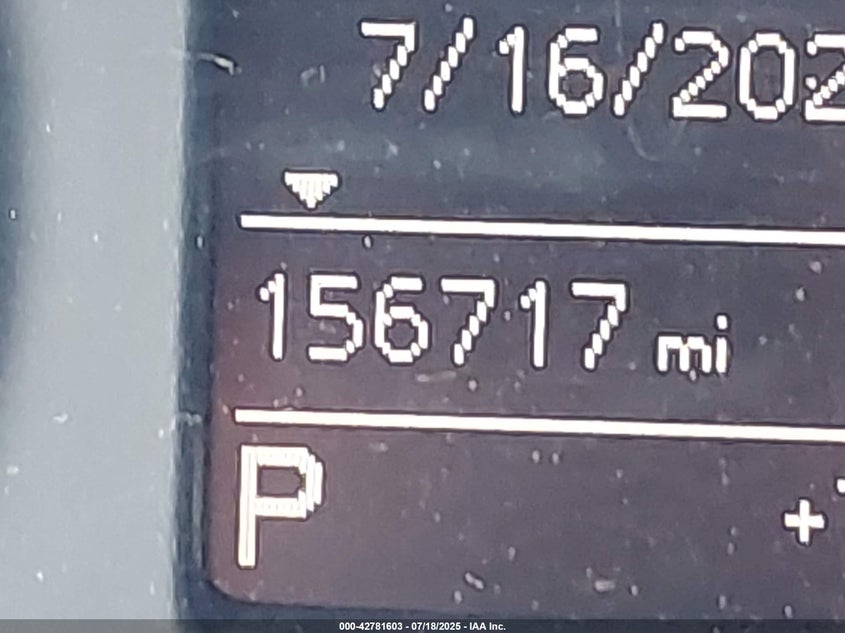 7/16/202
156717 mi
P +
000-42781603 - 07/18/2025 - IAA Inc.